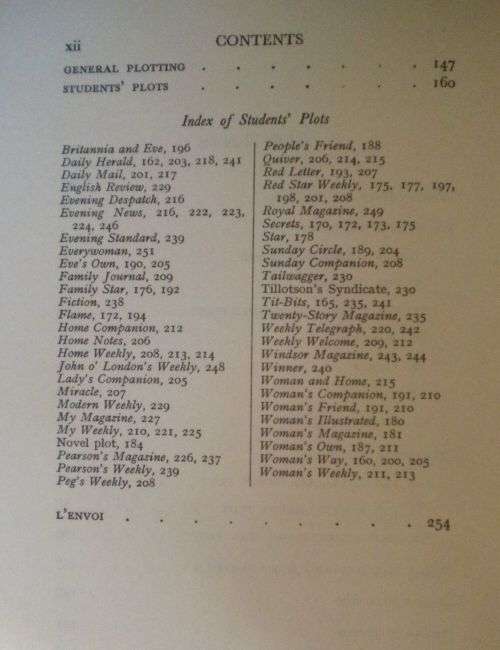 xii
CONTENTS
GENERAL PLOTTING . . . . . . . 147
STUDENTS' PLOTS . . . . . . . 160
Index of Students' Plots
Britannia and Eve, 196
Daily Herald, 162, 203, 218, 241
Daily Mail, 201, 217
English Review, 229
Evening Despatch, 216
Evening News, 216, 222, 223,
224, 246
Evening Standard, 239
Everywoman, 251
Eve's Own, 190, 205
Family Journal, 209
Family Star, 176, 192
Fiction, 238
Flame, 172, 194
Home Companion, 212
Home Notes, 206
Home Weekly, 208, 213, 214
John o' London's Weekly, 248
Lady's Companion, 205
Miracle, 207
Modern Weekly, 229
My Magazine, 227
My Weekly, 210, 221, 225
Novel plot, 184
Pearson's Magazine, 226, 237
Pearson's Weekly, 239
Peg's Weekly, 208
People's Friend, 188
Quiver, 206, 214, 215
Red Letter, 193, 207
Red Star Weekly, 175, 177, 197,
198, 201, 208
Royal Magazine, 249
Secrets, 170, 172, 173, 175
Star, 178
Sunday Circle, 189, 204
Sunday Companion, 208
Tailwagger, 230
Tillotson's Syndicate, 230
Tit-Bits, 165, 235, 241
Twenty-Story Magazine, 235
Weekly Telegraph, 220, 242
Weekly Welcome, 209, 212
Windsor Magazine, 243, 244
Winner, 240
Woman and Home, 215
Woman's Companion, 191, 210
Woman's Friend, 191, 210
Woman's Illustrated, 180
Woman's Magazine, 181
Woman's Own, 187, 211
Woman's Way, 160, 200, 205
Woman's Weekly, 211, 213
L'ENVOI . . . . . . . . 254